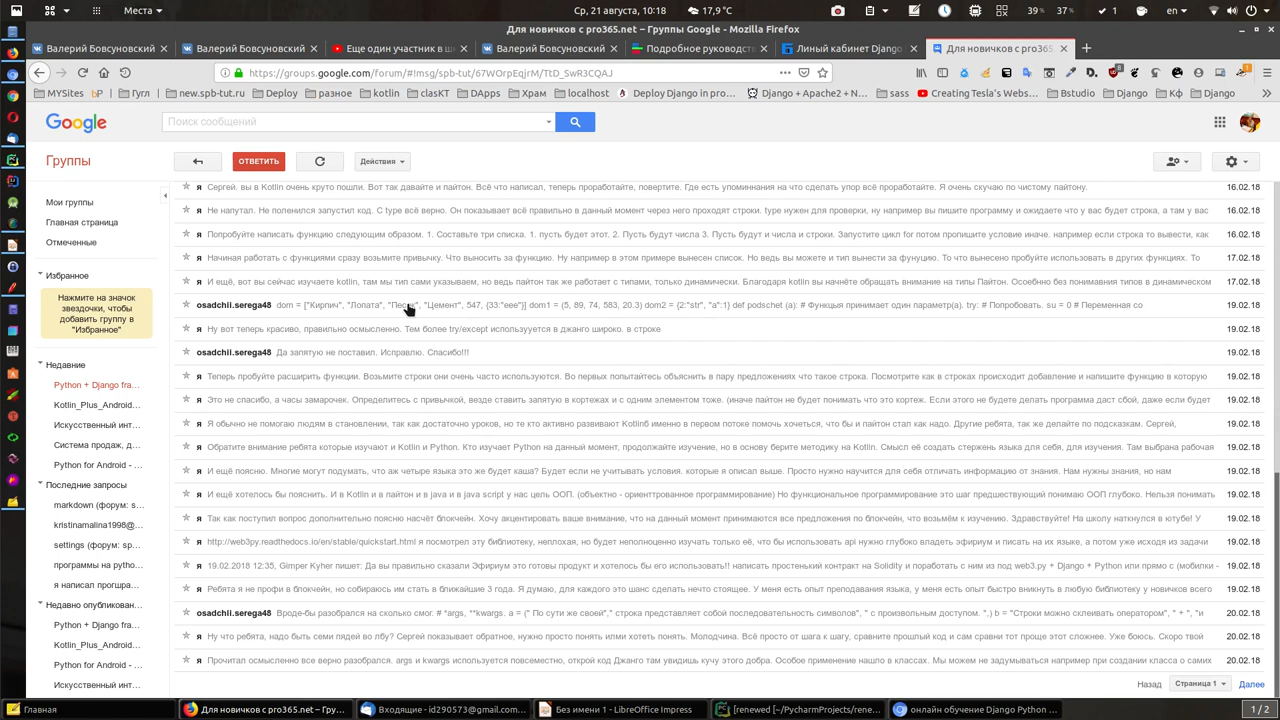 Места
Ср, 21 августа, 10:18
17,9 °C
39 %
37 %
1
en
Для новичков с pro365.net – Группы Google - Mozilla Firefox
Валерий Бовсуновский
Валерий Бовсуновский
Еще один участник в ш
Валерий Бовсуновский
Подробное руководст
Линый кабинет Django
Для новичков с pro365
https://groups.google.com/forum/#!msg/spb-tut/67WOrpEqjrM/TtD_SwR3CQAJ
MYSites
Гугл
new.spb-tut.ru
Deploy
разное
kotlin
clasKT
DApps
Храм
localhost
Deploy Django in pro…
Django + Apache2 + N…
sass
Creating Tesla's Webs…
Bstudio
Django
Кф
Django
Google
Поиск сообщений
Группы
ОТВЕТИТЬ
Действия
Мои группы
Главная страница
Отмеченные
Избранное
Нажмите на значок
звездочки, чтобы
добавить группу в
"Избранное"
Недавние
Python + Django fra…
Kotlin_Plus_Android…
Искусственный инт…
Система продаж, д…
Python for Android - …
Последние запросы
markdown (форум: s…
kristinamalina1998@…
settings (форум: sp…
программы на pytho…
я написал прогшра…
Недавно опубликован…
Python + Django fra…
Kotlin_Plus_Android…
Python for Android - …
Искусственный инт…
я Сергей. вы в Kotlin очень круто пошли. Вот так давайте и пайтон. Всё что написал, теперь проработайте, повертите. Где есть упоминнания на что сделать упор всё проработайте. Я очень скучаю по чистому пайтону. 16.02.18
я Не напутал. Не поленился запустил код. С type всё верно. Он показывает всё правильно в данный момент через него проходят строки. type нужен для проверки, ну например вы пишите программу и ожидаете что у вас будет строка, а там у вас 16.02.18
я Попробуйте написать функцию следующим образом. 1. Составьте три списка. 1. пусть будет этот. 2. Пусть будут числа 3. Пусть будут и числа и строки. Запустите цикл for потом пропишите условие иначе. например если строка то вывести, как 16.02.18
я Начиная работать с функциями сразу возьмите привычку. Что выносить за функцию. Ну например в этом примере вынесен список. Но ведь вы можете и тип вынести за фунуцию. То что вынесено пробуйте использовать в других функциях. То 17.02.18
я И ещё, вот вы сейчас изучаете kotlin, там мы тип сами указываем, но ведь пайтон так же работает с типами, только динамически. Благодаря kotlin вы начнёте обращать внимание на типы Пайтон. Осоегнно без понимания типов динамического 17.02.18
osadchii.serega48 dom = ["Кирпич", "Лопата", "Песок", "Цемент", 547, {33:"eee"}] dom1 = (5, 89, 74, 583, 20.3) dom2 = {2:"str", "a":1} def podschet (a): # Функцыя принимает один параметр(а). try: # Попробовать. su = 0 # Переменная со 19.02.18
я Ну вот теперь красиво, правильно осмысленно. Тем более try/except используует­ся в джанго широко. в строке 19.02.18
osadchii.serega48 Да запятую не поставил. Исправлю. Спасибо!!! 19.02.18
я Теперь пробуйте расширить функции. Возьмите строки они очень часто используются. Во первых попытайтесь объяснить в пару предложения что такое строка. Посмотрите как в строках происходит добавление и напишите функцию в которую 19.02.18
я Это не спасибо, а часы замарочек. Определитесь с привычкой, везде ставить запятую в кортежах и с одним элементом тоже. (иначе пайтон не будет понимать что это кортеж. Если этого не будете делать программа даст сбой, даже если будет 19.02.18
я Я обычно не помогаю людям в становлении, так как достаточно уроков, но те кто активно развивают Kotlinб именно в первом потоке помочь хочеться, что бы и пайтан стал как надо. Другие ребята, так же делайте по подсказкам. Сергей, 19.02.18
я Обратите внимание ребята которые изучают и Kotlin и Python. Кто изучает Python на данный момент, продолжайте изучение, но в основу берите методику на Kotlin. Смысл её создать стержень языка для себя, для изучения. Там выбрана рабочая 19.02.18
я И ещё поясню. Многие могут подумать, что аж четыре языка это же будет каша? Будет если не учитывать условия. которые я описал выше. Просто нужно научится для себя отличать информацию от знания. Нам нужны знания, но нам 19.02.18
я И ещё хотелось бы пояснить. И в Kotlin и в пайтон и в java и в java script у нас цель ООП. (объектно - ориенттрованное программирование) Но функциональное программирование это шаг предшествующий понимаю ООП глубоко. Нельзя понимать 19.02.18
я Так как поступил вопрос дополнительно поясню насчёт блокчейн. Хочу акцентировать ваше внимание, что на данный момент принимаются все предложения по блокчейн, что возьмём к изучению. Здравствуйте! На школу наткнулся в ютюбы! У 19.02.18
я http://web3py.readthedocs.io/en/stable/quickstart.html я посмотрел эту библиотеку, неплохая, но будет неполноценно изучать только её, что бы использовать api нужно глубоко владеть эфириум и писать на их языке, а потом уже исходя из задачи 19.02.18
я 19.02.2018 12:35, Gimper Kyher пишет: Да вы правильно сказали Эфириум это готовы продукт и хотелось бы его использовать!! написать простенький контракт на Solidity и поработать с ним из под web3.py + Django + Python или прямо с (мобилки - 19.02.18
я Ребята я не профи в блокчейн, но собираюсь им стать в ближайшие 3 года. Я думаю, для каждого это шанс сделать нечто стоящее. У меня есть опыт преподавания языка, у меня есть опыт быстро вникнуть в любую библиотеку у новичков всего 19.02.18
osadchii.serega48 Вроде-бы разобрался на сколько смог. # *args, **kwargs. a = (" По сути же своей"," строка представляет собой последовательность символов", " с произвольным доступом. ",) b = "Строки можно склеивать оператором", " + ", "и 20.02.18
я Ну что ребята, надо быть семи пядей во лбу? Сергей показывает обратное, нужно просто понять илми хотеть понять. Молодчина. Всё просто от шага к шагу, сравните прошлый код и сам сравни тот проще этот сложнее. Уже боюсь. Скоро твой 20.02.18
я Прочитал осмысленно все верно разобрался. args и kwargs используется повсеместно, открой код Джанго там увидишь кучу этого добра. Особое применение нашло в классах. Мы можем не задумываться например при создании класса о самих 20.02.18
Назад
Страница 1
Далее
Главная
Для новичков с pro365.net – Гру…
Входящие - id290573@gmail.com…
Без имени 1 - LibreOffice Impress
[renewed [~/PycharmProjects/rene…
онлайн обучение Django Python …
1 / 2